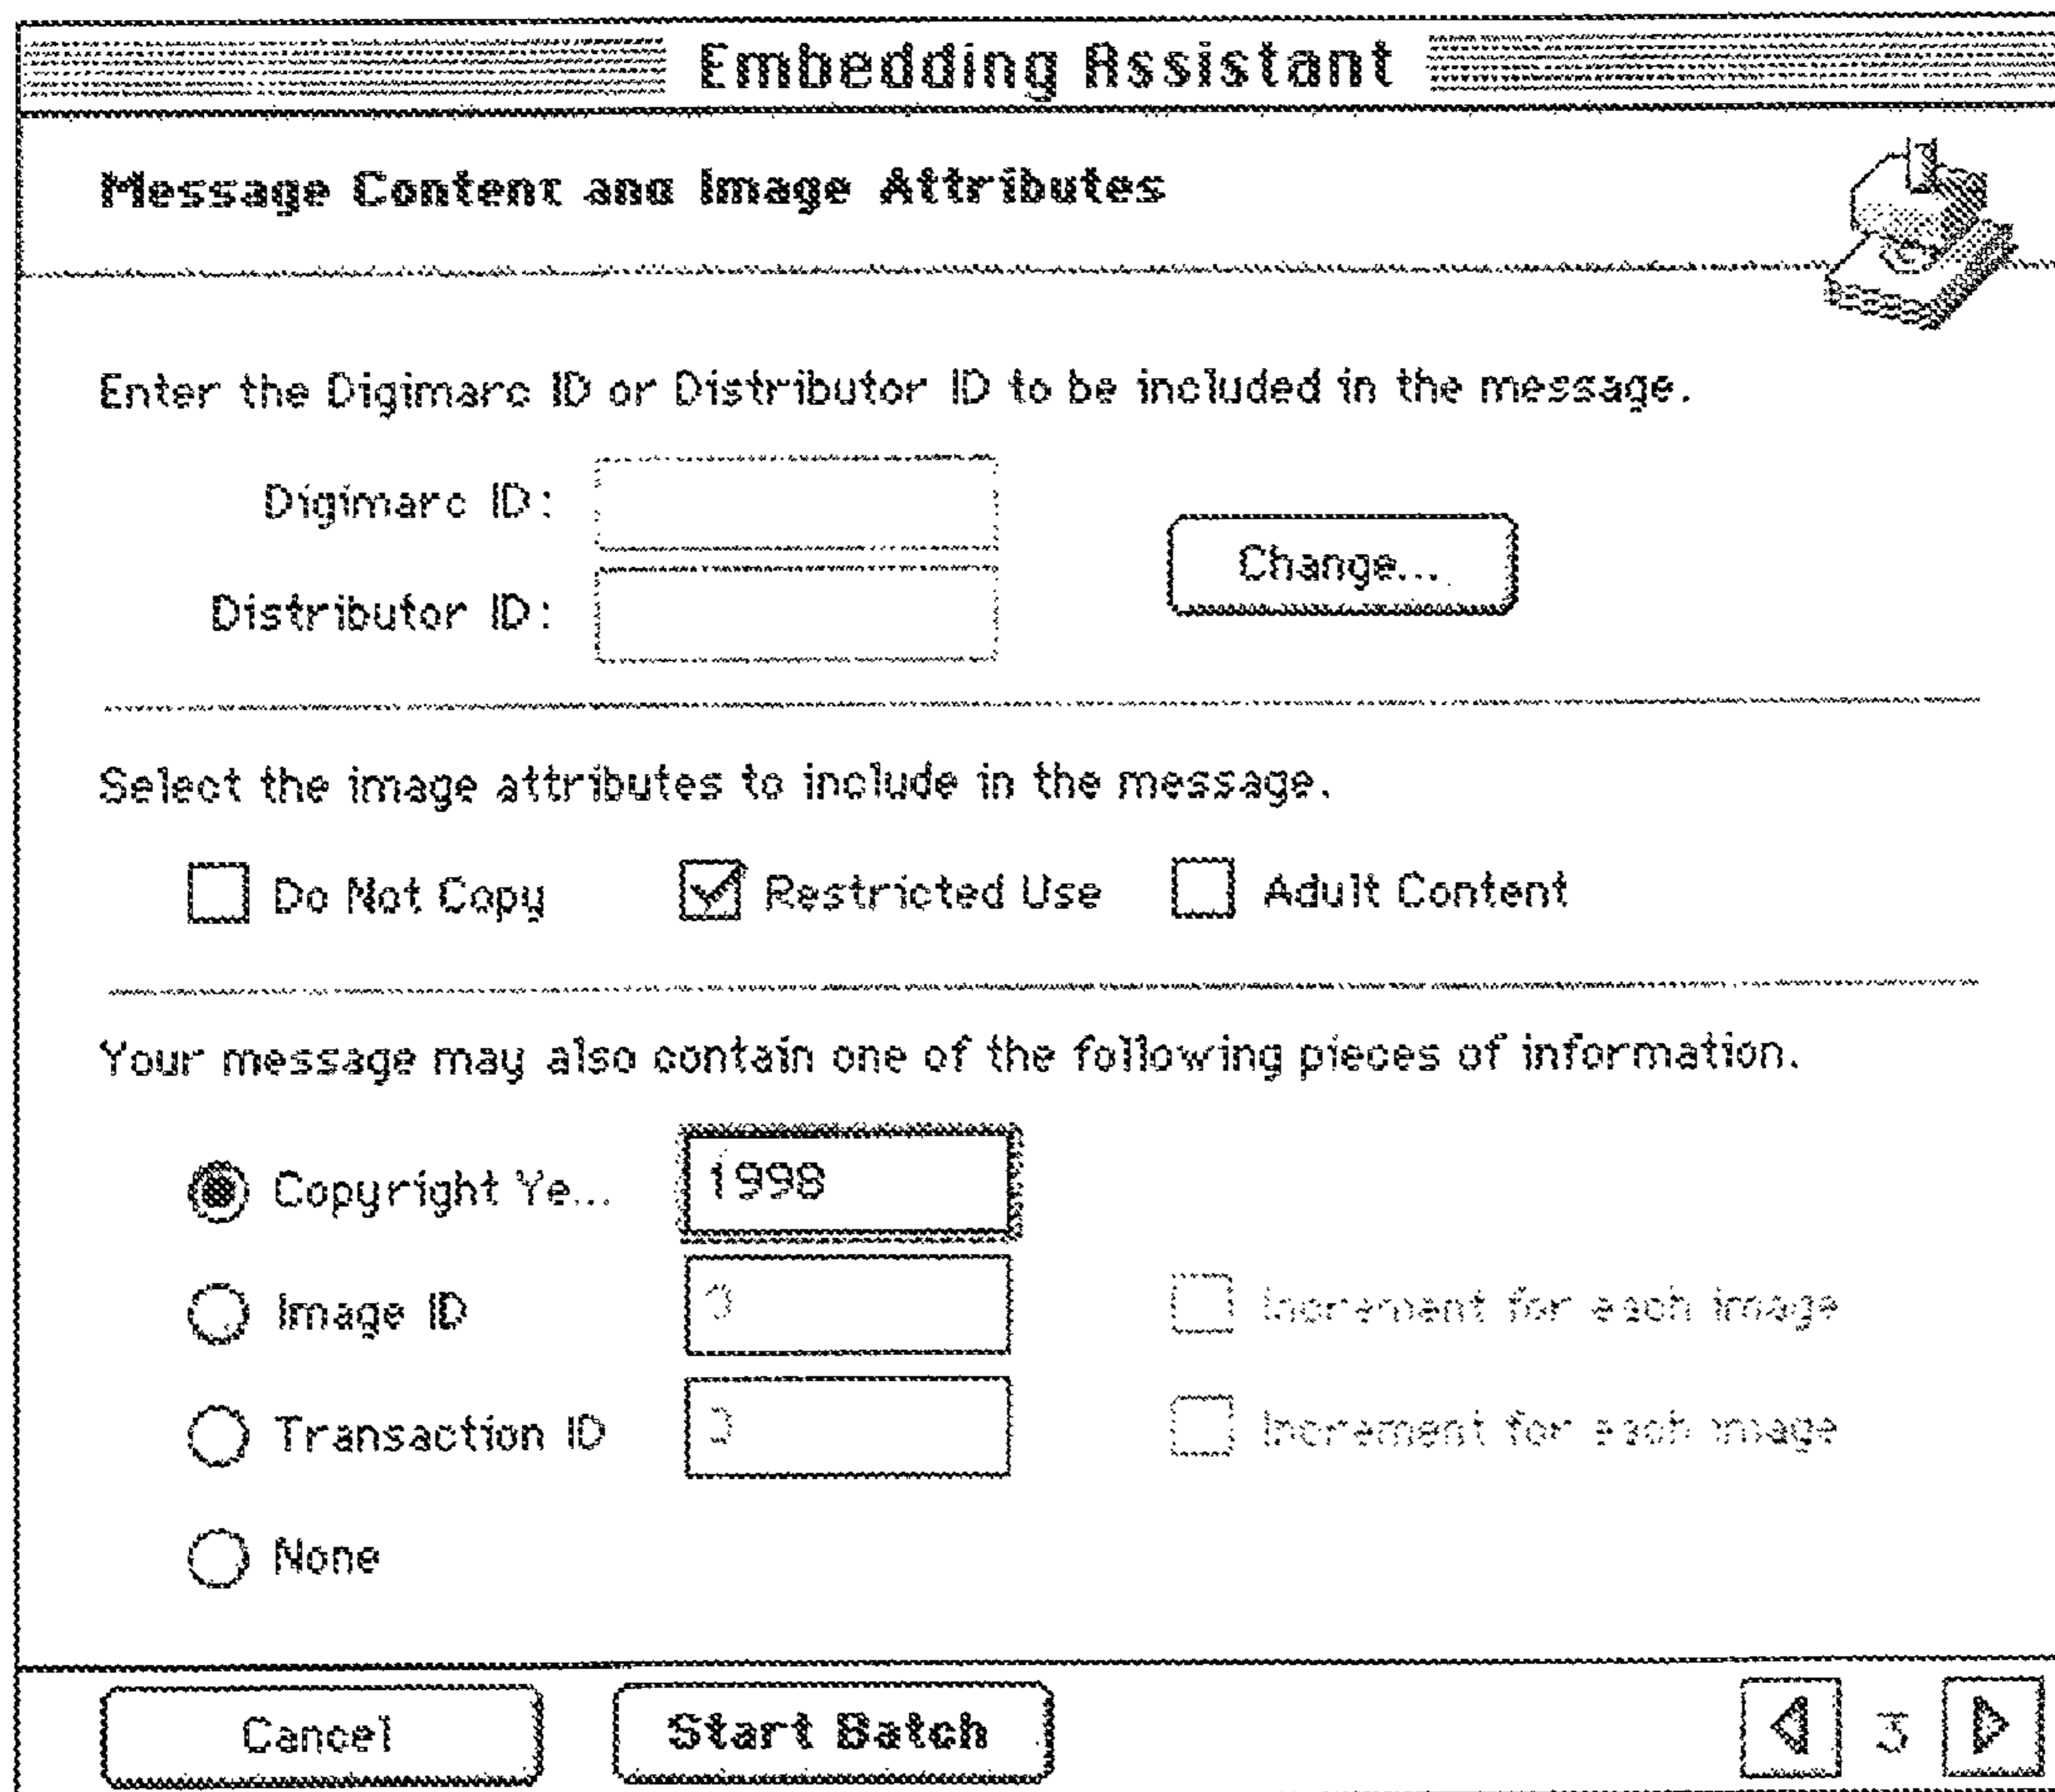 Embedding Assistant
Message Content and Image Attributes
Enter the Digimarc ID or Distributor ID to be included in the message.
Digimarc ID:
Change...
Distributor ID:
Select the image attributes to include in the message.
Do Not Copy Restricted Use Adult Content
Your message may also contain one of the following pieces of information.
Copyright Ye... 1998
Image ID Increment for each image
Transaction ID Increment for each image
None
Cancel Start Batch 3